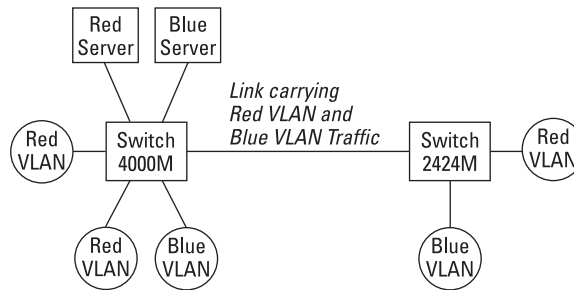 Red
Server
Blue
Server
Link carrying
Red VLAN and
Blue VLAN Traffic
Red
VLAN
Switch
4000M
Switch
2424M
Red
VLAN
Red
VLAN
Blue
VLAN
Blue
VLAN